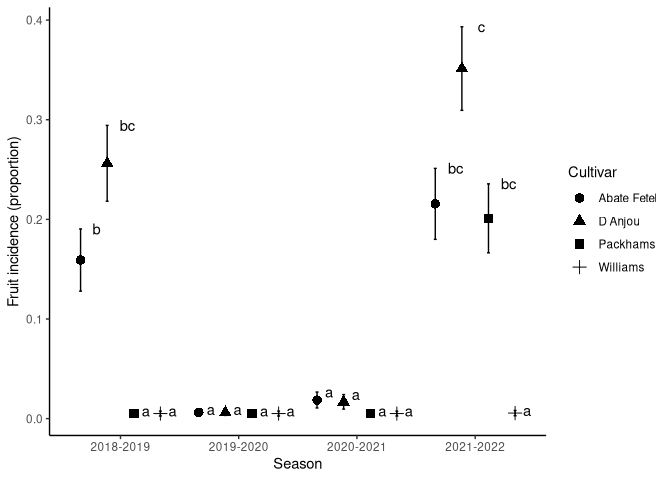 0.4
0.3
0.2
0.1
0.0
Fruit incidence (proportion)
b
bc
a a
a a a a
a a a a
bc
c
bc
a
2018-2019 2019-2020 2020-2021 2021-2022
Season
Cultivar
Abate Fetel
D Anjou
Packhams
Williams